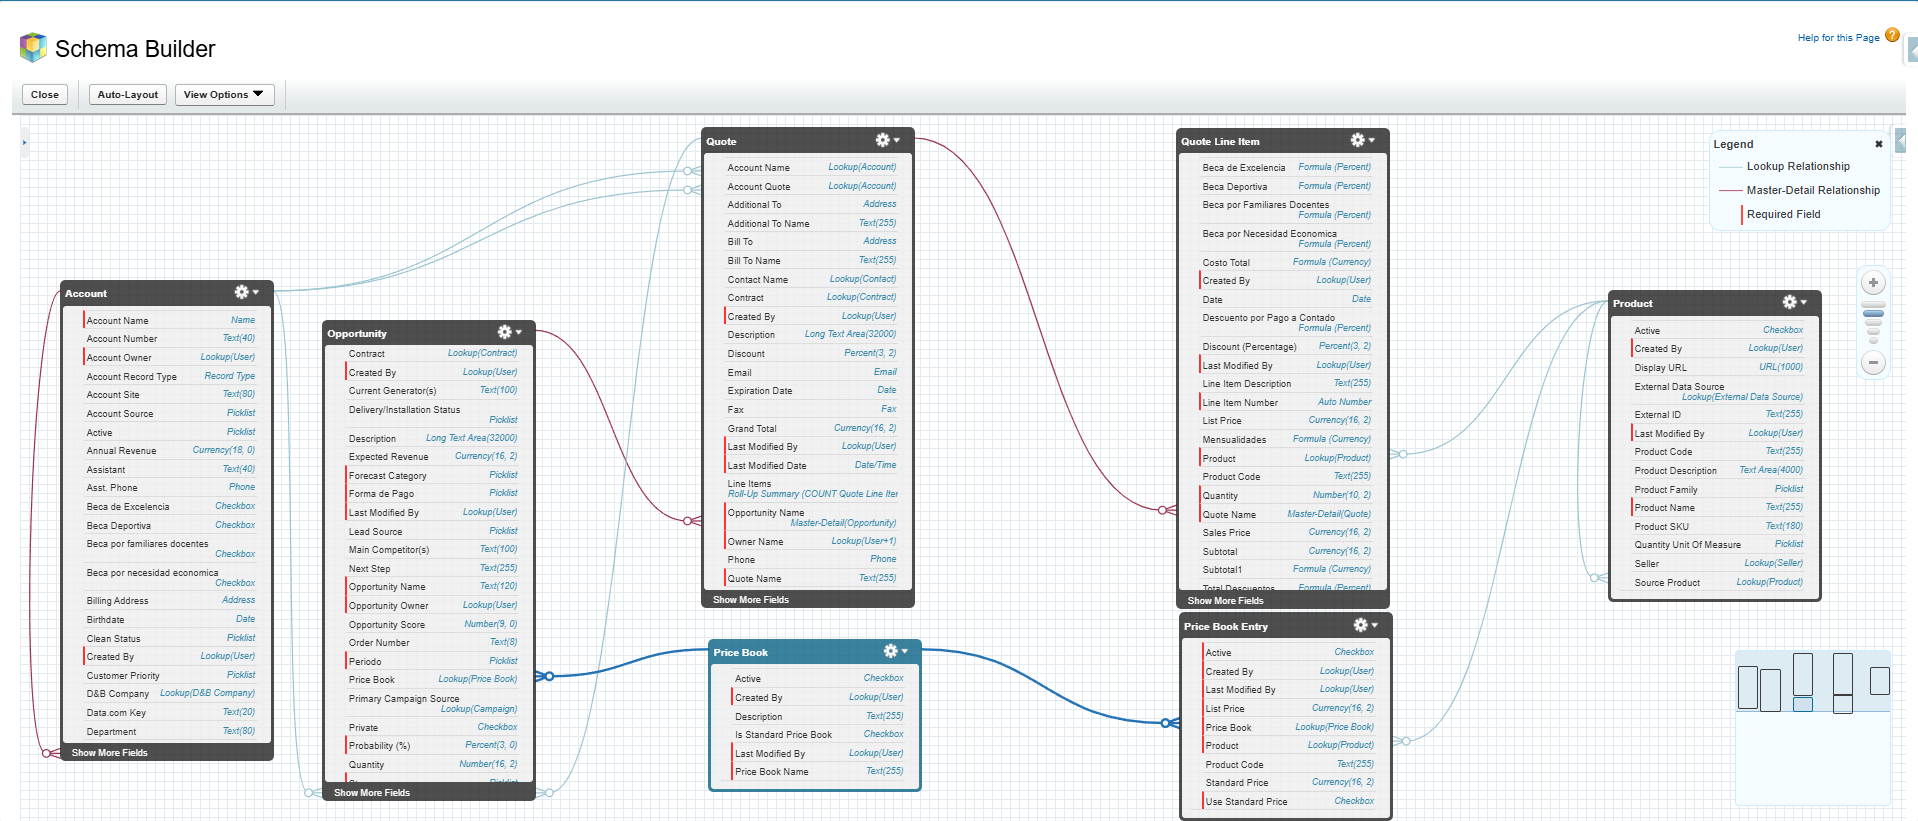 Schema Builder
Help for this Page
Close
Auto-Layout
View Options
Legend
Lookup Relationship
Master-Detail Relationship
Required Field
Account
Account Name Name
Account Number Text(40)
Account Owner Lookup(User)
Account Record Type Record Type
Account Site Text(80)
Account Source Picklist
Active Picklist
Annual Revenue Currency(18, 0)
Assistant Text(40)
Asst. Phone Phone
Beca de Excelencia Checkbox
Beca Deportiva Checkbox
Beca por familiares docentes
Checkbox
Beca por necesidad economica
Checkbox
Billing Address Address
Birthdate Date
Clean Status Picklist
Created By Lookup(User)
Customer Priority Picklist
D&B Company Lookup(D&B Company)
Data.com Key Text(20)
Department Text(80)
Show More Fields
Opportunity
Contract Lookup(Contract)
Created By Lookup(User)
Current Generator(s) Text(100)
Delivery/Installation Status
Picklist
Description Long Text Area(32000)
Expected Revenue Currency(16, 2)
Forecast Category Picklist
Forma de Pago Picklist
Last Modified By Lookup(User)
Lead Source Picklist
Main Competitor(s) Text(100)
Next Step Text(255)
Opportunity Name Text(120)
Opportunity Owner Lookup(User)
Opportunity Score Number(9, 0)
Order Number Text(8)
Periodo Picklist
Price Book Lookup(Price Book)
Primary Campaign Source
Lookup(Campaign)
Private Checkbox
Probability (%) Percent(3, 0)
Quantity Number(16, 2)
Picklist
Show More Fields
Quote
Account Name Lookup(Account)
Account Quote Lookup(Account)
Additional To Address
Additional To Name Text(255)
Bill To Address
Bill To Name Text(255)
Contact Name Lookup(Contact)
Contract Lookup(Contract)
Created By Lookup(User)
Description Long Text Area(32000)
Discount Percent(3, 2)
Email Email
Expiration Date Date
Fax Fax
Grand Total Currency(16, 2)
Last Modified By Lookup(User)
Last Modified Date Date/Time
Line Items
Roll-Up Summary (COUNT Quote Line Iter
Opportunity Name
Master-Detail(Opportunity)
Owner Name Lookup(User+1)
Phone Phone
Quote Name Text(255)
Show More Fields
Price Book
Active Checkbox
Created By Lookup(User)
Description Text(255)
Is Standard Price Book Checkbox
Last Modified By Lookup(User)
Price Book Name Text(255)
Quote Line Item
Beca de Excelencia Formula (Percent)
Beca Deportiva Formula (Percent)
Beca por Familiares Docentes
Formula (Percent)
Beca por Necesidad Economica
Formula (Percent)
Costo Total Formula (Currency)
Created By Lookup(User)
Date Date
Descuento por Pago a Contado
Formula (Percent)
Discount (Percentage) Percent(3, 2)
Last Modified By Lookup(User)
Line Item Description Text(255)
Line Item Number Auto Number
List Price Currency(16, 2)
Mensualidades Formula (Currency)
Product Lookup(Product)
Product Code Text(255)
Quantity Number(10, 2)
Quote Name Master-Detail(Quote)
Sales Price Currency(16, 2)
Subtotal Currency(16, 2)
Subtotal1 Formula (Currency)
Total Descuentos Formula (Percent)
Show More Fields
Price Book Entry
Active Checkbox
Created By Lookup(User)
Last Modified By Lookup(User)
List Price Currency(16, 2)
Price Book Lookup(Price Book)
Product Lookup(Product)
Product Code Text(255)
Standard Price Currency(16, 2)
Use Standard Price Checkbox
Product
Active Checkbox
Created By Lookup(User)
Display URL URL(1000)
External Data Source
Lookup(External Data Source)
External ID Text(255)
Last Modified By Lookup(User)
Product Code Text(255)
Product Description Text Area(4000)
Product Family Picklist
Product Name Text(255)
Product SKU Text(180)
Quantity Unit Of Measure Picklist
Seller Lookup(Seller)
Source Product Lookup(Product)